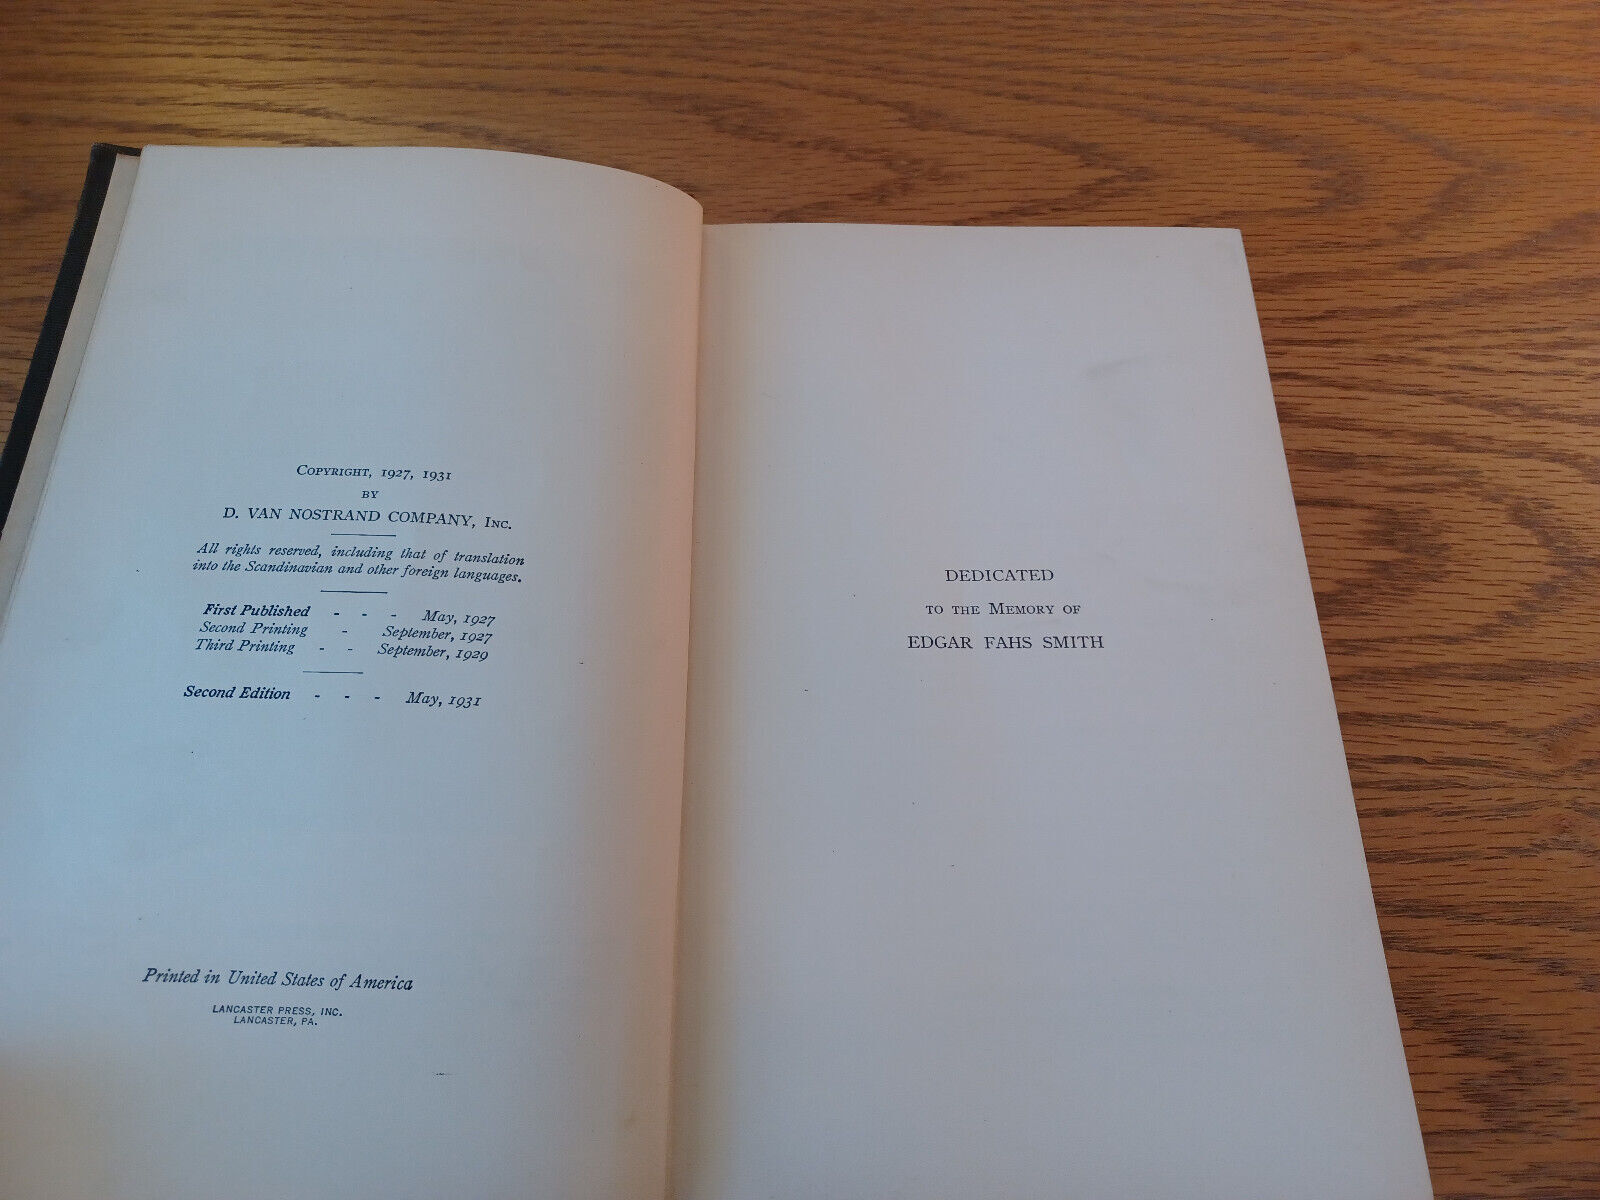 COPYRIGHT, 1927, 1931
BY
D. VAN NOSTRAND COMPANY, INC.
All rights reserved, including that of translation
into the Scandinavian and other foreign languages.
First Published - - - May, 1927
Second Printing - September, 1927
Third Printing - - September, 1929
Second Edition - - - May, 1931
Printed in United States of America
LANCASTER PRESS, INC.
LANCASTER, PA.
DEDICATED
TO THE MEMORY OF
EDGAR FAHS SMITH